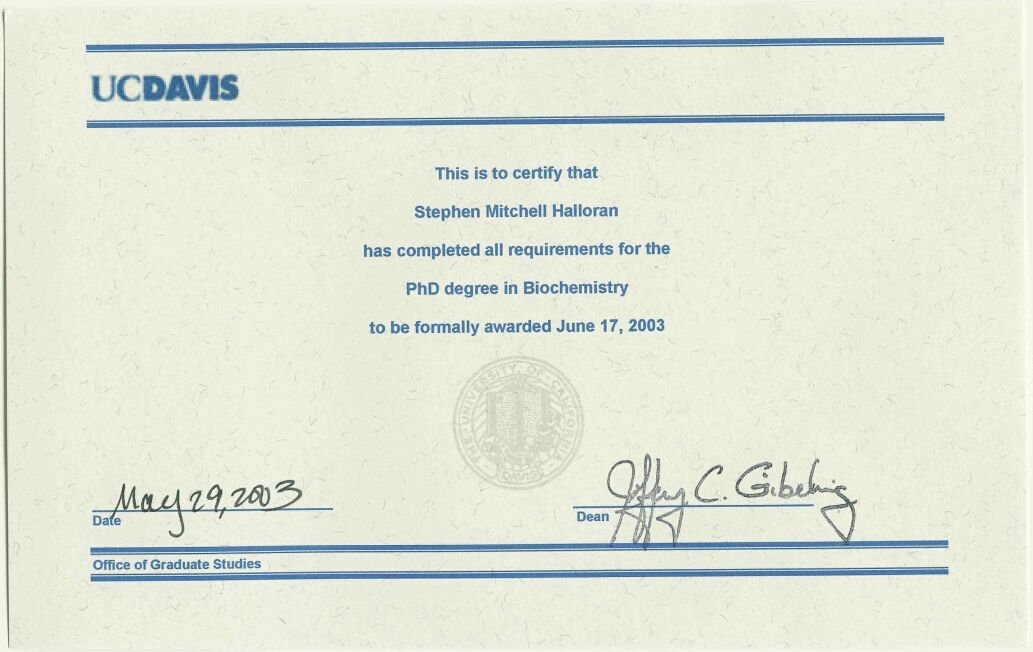 UCDAVIS
This is to certify that
Stephen Mitchell Halloran
has completed all requirements for the
PhD degree in Biochemistry
to be formally awarded June 17, 2003
THE · UNIVERSITY · OF · CALIFORNIA
DAVIS
May 29, 2003
Jeffery C. Gibeling
Date
Dean
Office of Graduate Studies